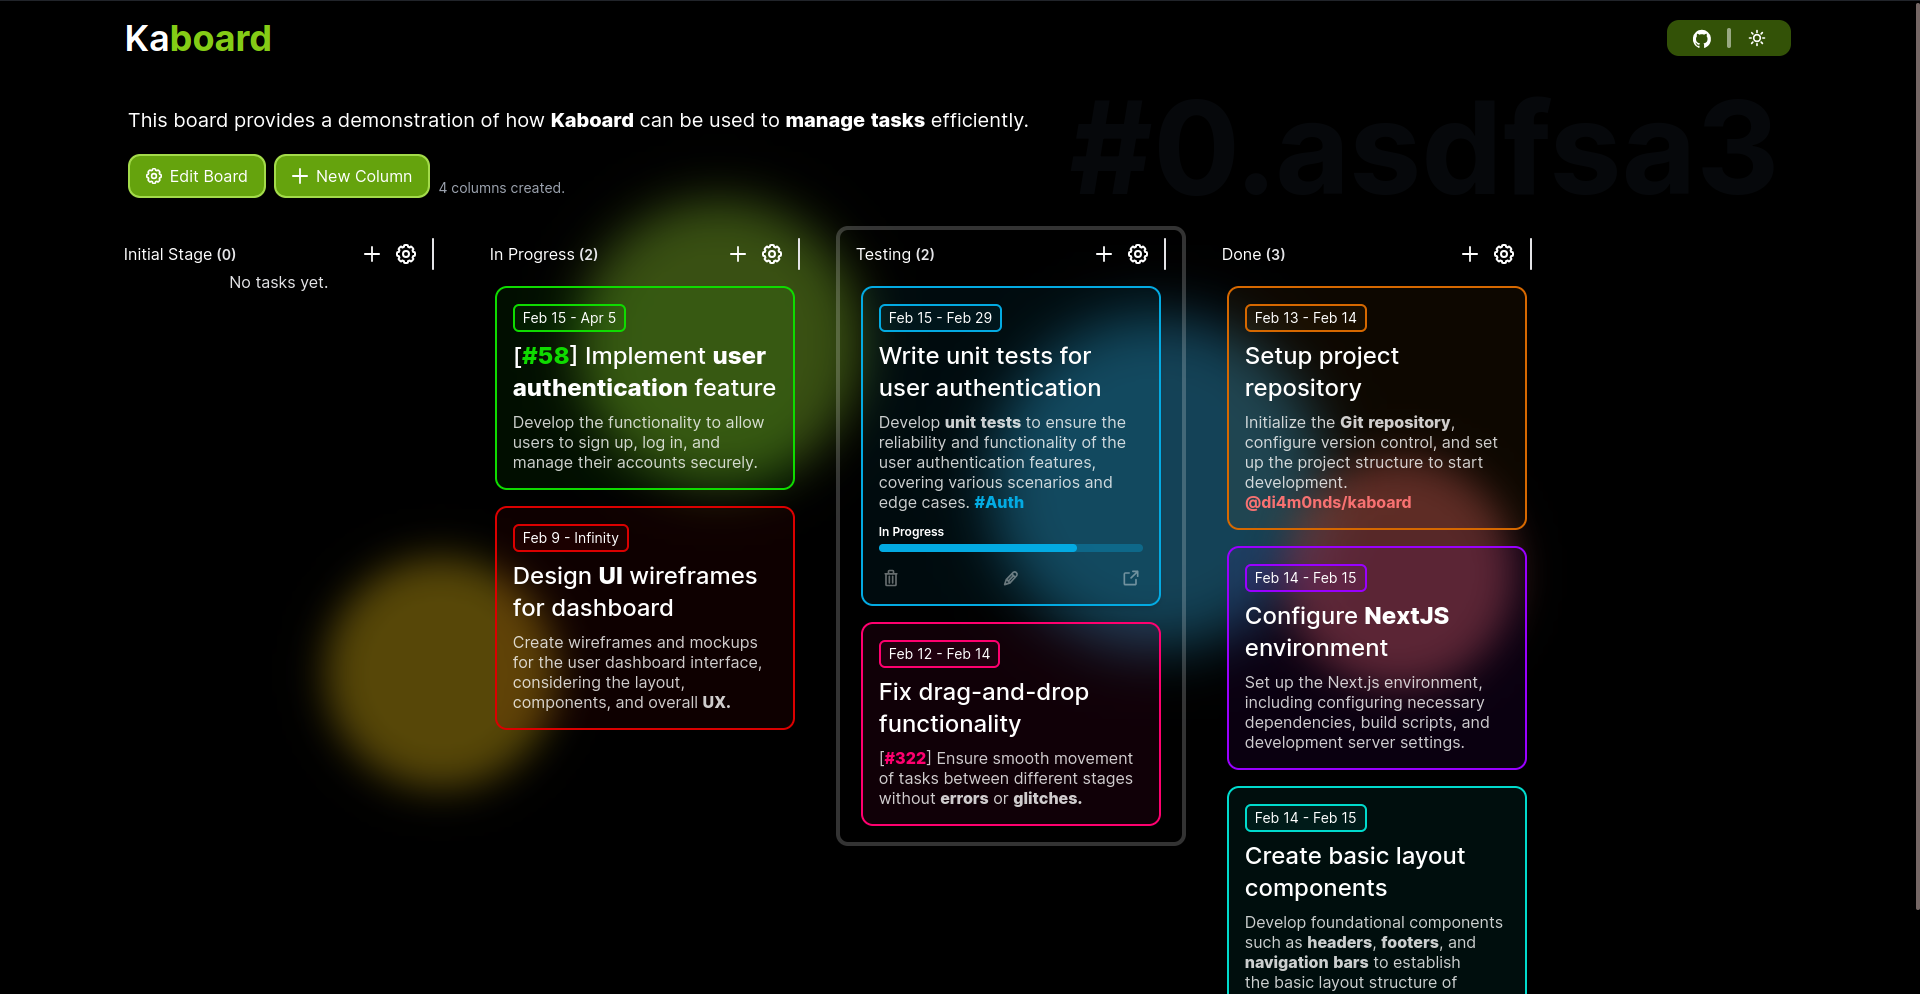 Kaboard
#0.asdfsa3
This board provides a demonstration of how Kaboard can be used to manage tasks efficiently.
Edit Board
New Column
4 columns created.
Initial Stage (0)
No tasks yet.
In Progress (2)
Feb 15 - Apr 5
[#58] Implement user
authentication feature
Develop the functionality to allow
users to sign up, log in, and
manage their accounts securely.
Feb 9 - Infinity
Design UI wireframes
for dashboard
Create wireframes and mockups
for the user dashboard interface,
considering the layout,
components, and overall UX.
Testing (2)
Feb 15 - Feb 29
Write unit tests for
user authentication
Develop unit tests to ensure the
reliability and functionality of the
user authentication features,
covering various scenarios and
edge cases. #Auth
In Progress
Feb 12 - Feb 14
Fix drag-and-drop
functionality
[#322] Ensure smooth movement
of tasks between different stages
without errors or glitches.
Done (3)
Feb 13 - Feb 14
Setup project
repository
Initialize the Git repository,
configure version control, and set
up the project structure to start
development.
@di4m0nds/kaboard
Feb 14 - Feb 15
Configure NextJS
environment
Set up the Next.js environment,
including configuring necessary
dependencies, build scripts, and
development server settings.
Feb 14 - Feb 15
Create basic layout
components
Develop foundational components
such as headers, footers, and
navigation bars to establish
the basic layout structure of